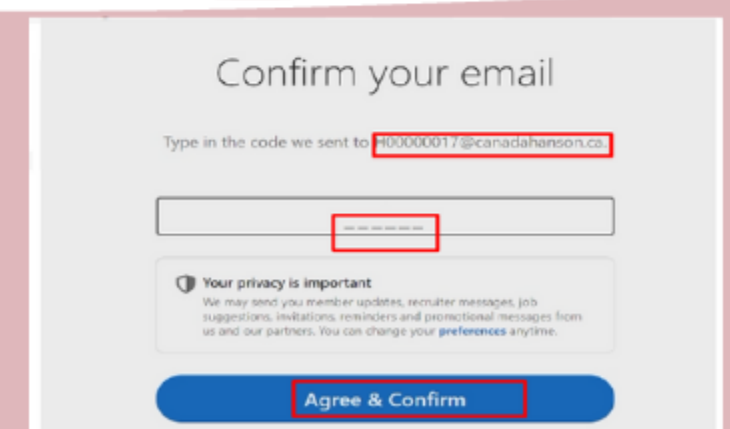 Confirm your email
Type in the code we sent to H00000017@canadahanson.ca.
______
Your privacy is important
We may send you member updates, recruiter messages, job
suggestions, invitations, reminders and promotional messages from
us and our partners. You can change your preferences anytime.
Agree & Confirm